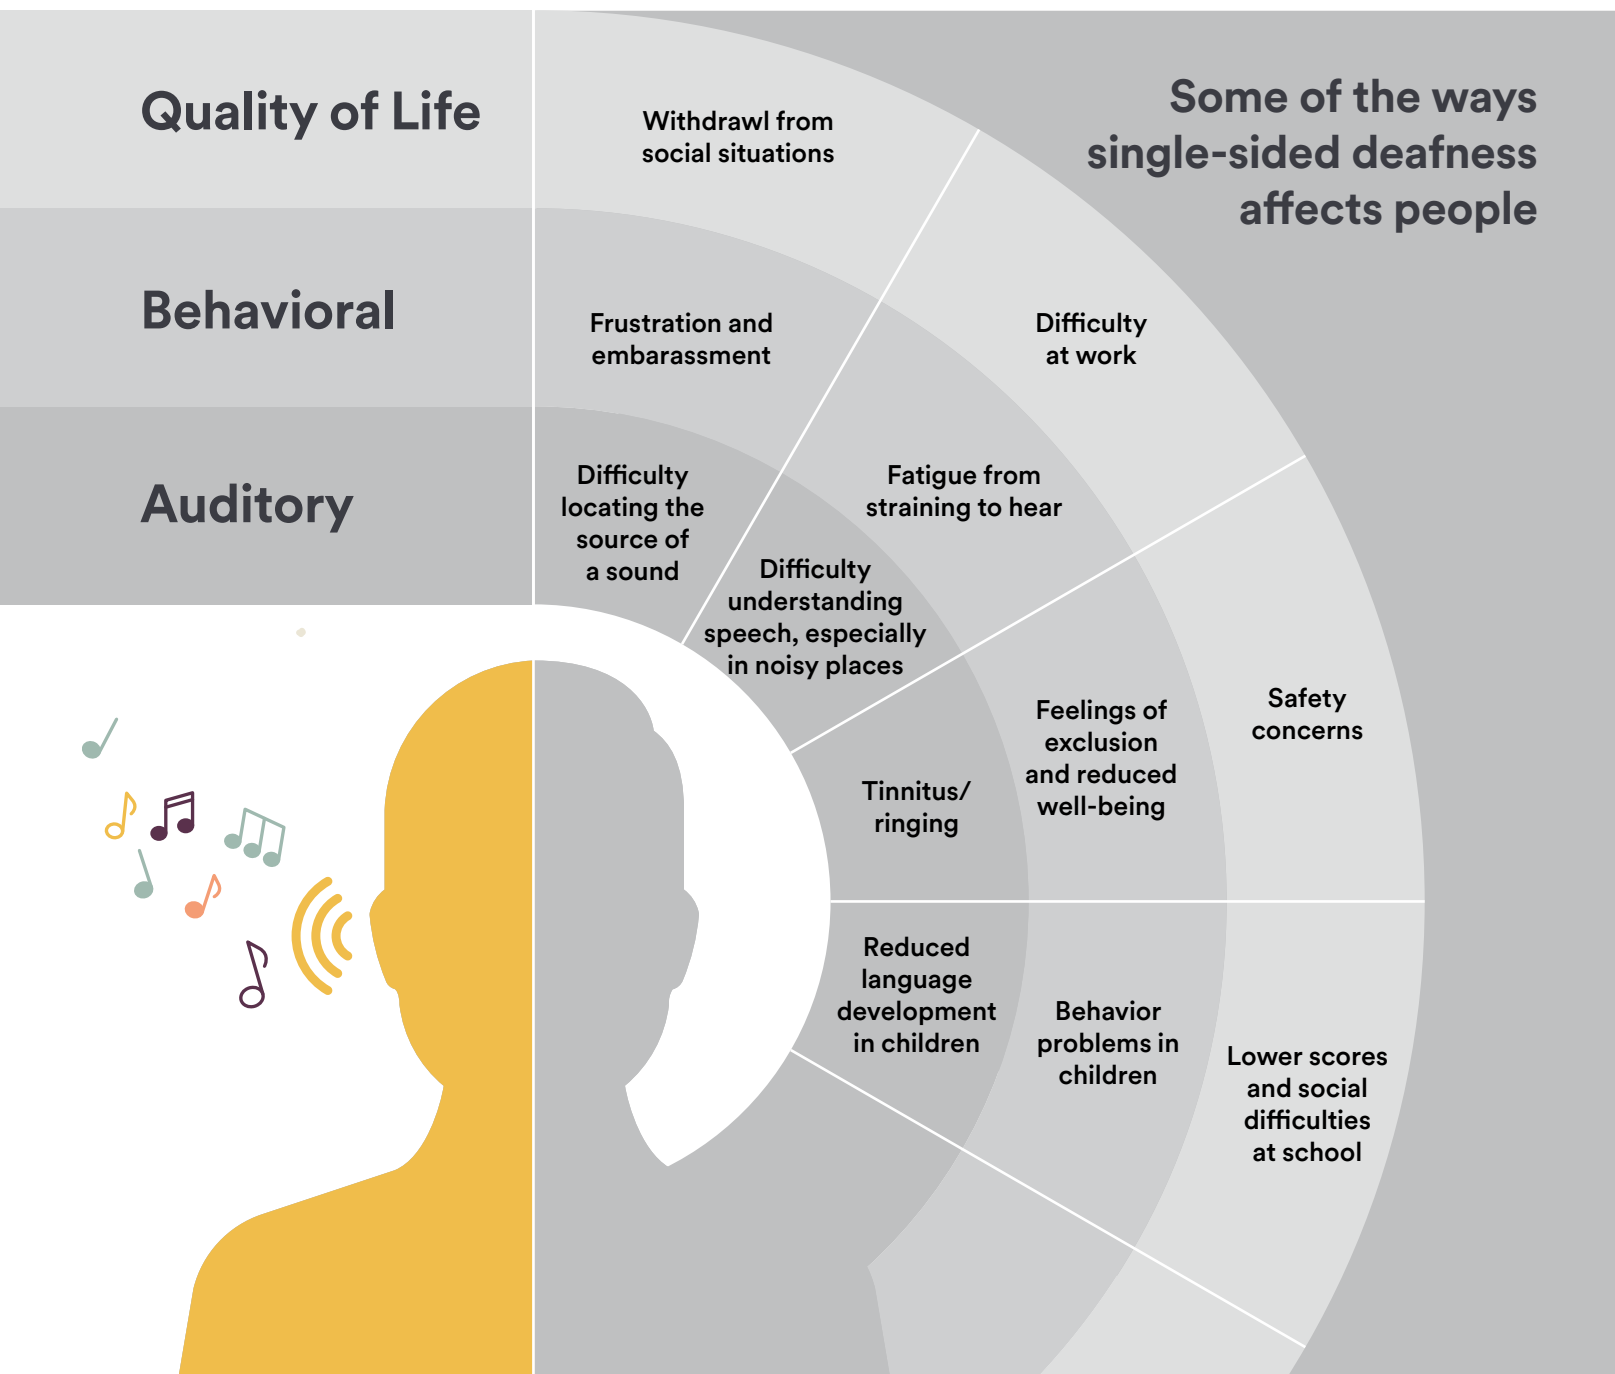 Some of the ways
single-sided deafness
affects people
Quality of Life
Withdrawl from
social situations
Difficulty
at work
Safety
concerns
Lower scores
and social
difficulties
at school
Behavioral
Frustration and
embarassment
Fatigue from
straining to hear
Feelings of
exclusion
and reduced
well-being
Behavior
problems in
children
Auditory
Difficulty
locating the
source of
a sound
Difficulty
understanding
speech, especially
in noisy places
Tinnitus/
ringing
Reduced
language
development
in children